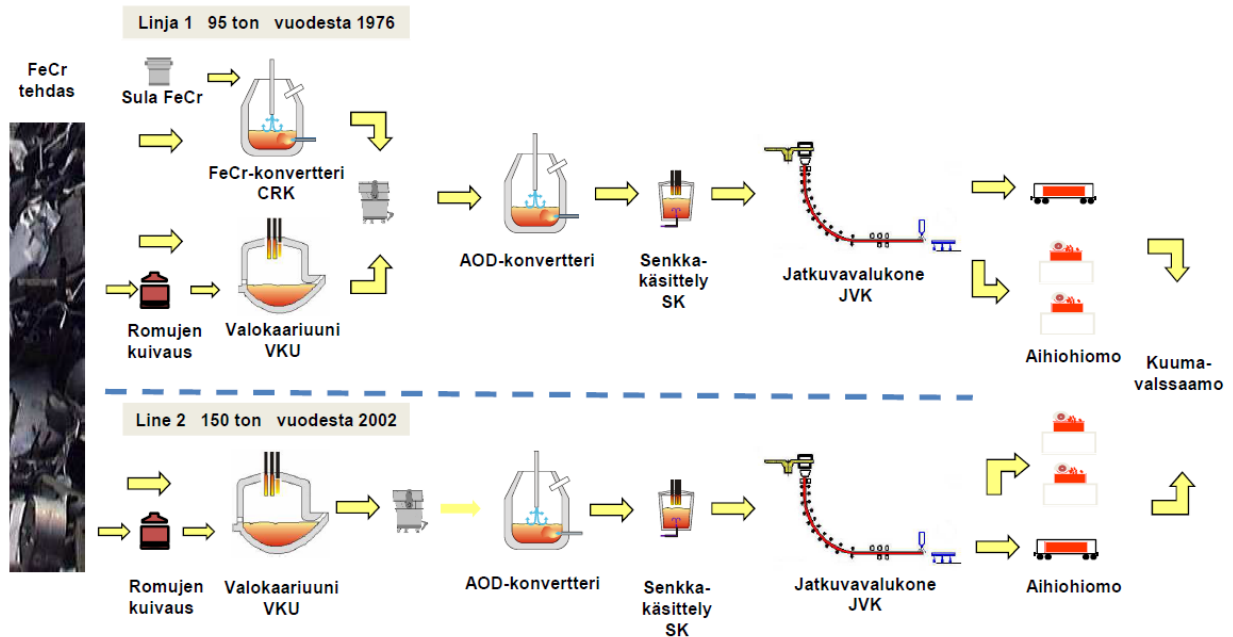 Linja 1 95 ton vuodesta 1976
FeCr
tehdas
Sula FeCr
FeCr-konvertteri
CRK
Romujen
kuivaus
Valokaariuuni
VKU
AOD-konvertteri
Senkka-
käsittely
SK
Jatkuvavalukone
JVK
Aihiohiomo
Kuuma-
valssaamo
Line 2 150 ton vuodesta 2002
Romujen
kuivaus
Valokaariuuni
VKU
AOD-konvertteri
Senkka-
käsittely
SK
Jatkuvavalukone
JVK
Aihiohiomo